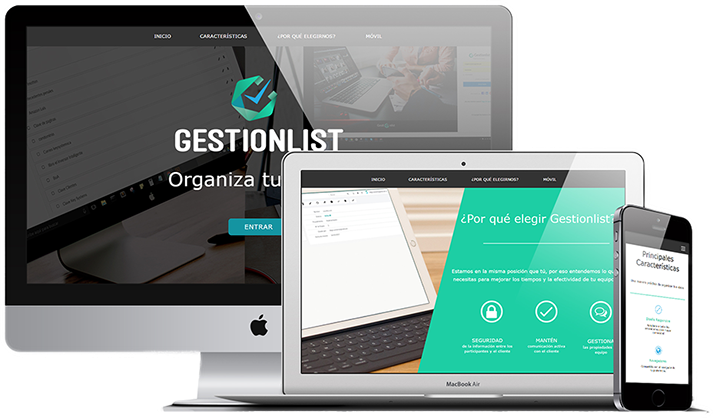 INICIO CARACTERÍSTICAS ¿POR QUÉ ELEGIRNOS? MÓVIL
GESTIONLIST
Organiza tu
ENTRAR
INICIO CARACTERÍSTICAS ¿POR QUÉ ELEGIRNOS? MÓVIL
¿Por qué elegir Gestionlist?
Estamos en la misma posición que tú, por eso entendemos lo qu
necesitas para mejorar los tiempos y la efectividad de tu equipo
SEGURIDAD
de la información entre los
participantes y el cliente
MANTÉN
comunicación activa
con el cliente
GESTIONA
las propiedades
equipo
MacBook Air
Principales
Características